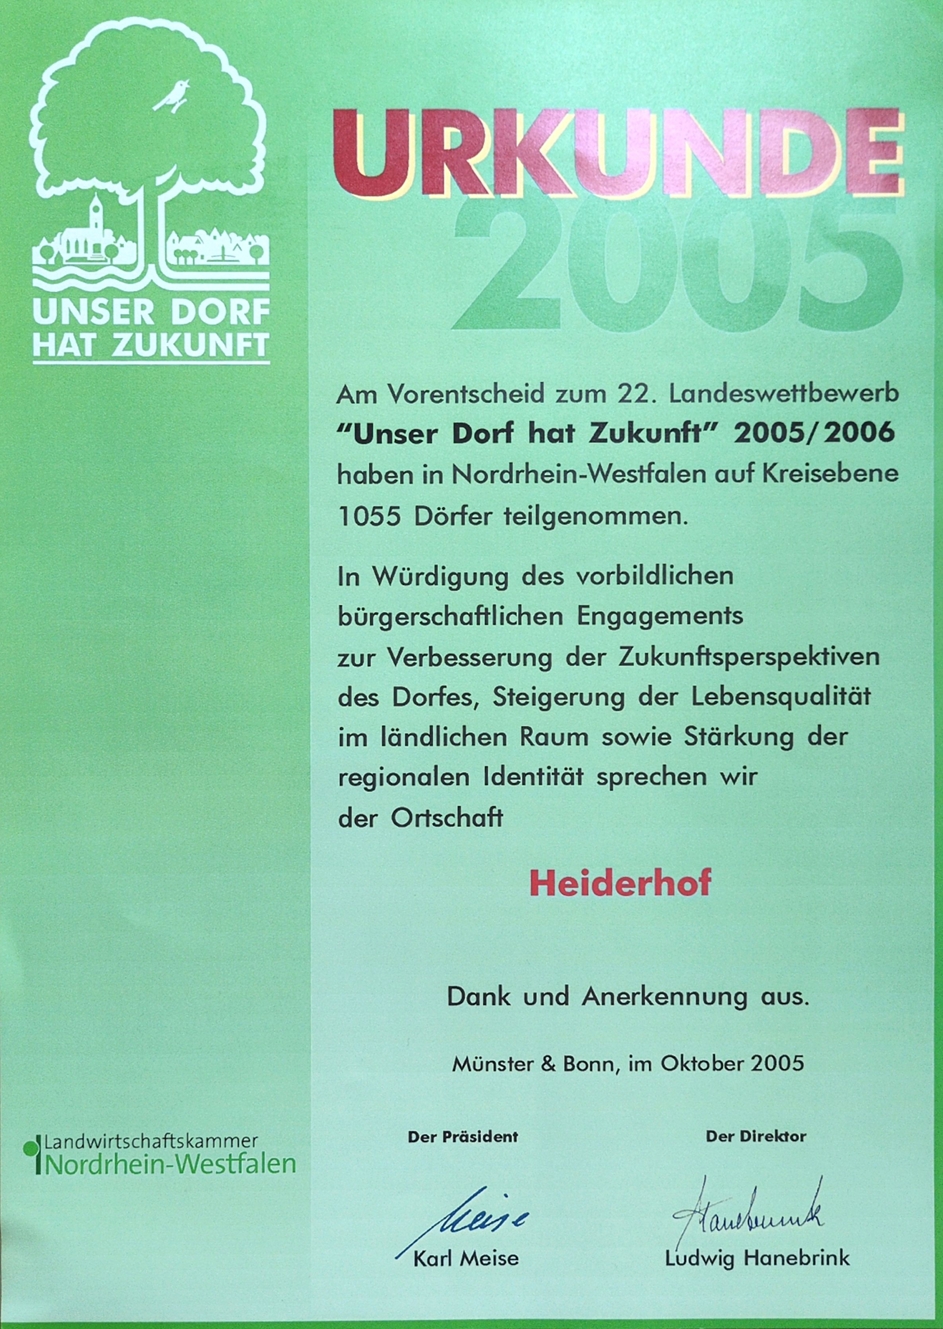 UNSER DORF
HAT ZUKUNFT
URKUNDE
2005
Am Vorentscheid zum 22. Landeswettbewerb
“Unser Dorf hat Zukunft” 2005/2006
haben in Nordrhein-Westfalen auf Kreisebene
1055 Dörfer teilgenommen.
In Würdigung des vorbildlichen
bürgerschaftlichen Engagements
zur Verbesserung der Zukunftsperspektiven
des Dorfes, Steigerung der Lebensqualität
im ländlichen Raum sowie Stärkung der
regionalen Identität sprechen wir
der Ortschaft
Heiderhof
Dank und Anerkennung aus.
Münster & Bonn, im Oktober 2005
Landwirtschaftskammer
Nordrhein-Westfalen
Der Präsident
Meise
Karl Meise
Der Direktor
Hanebrink
Ludwig Hanebrink